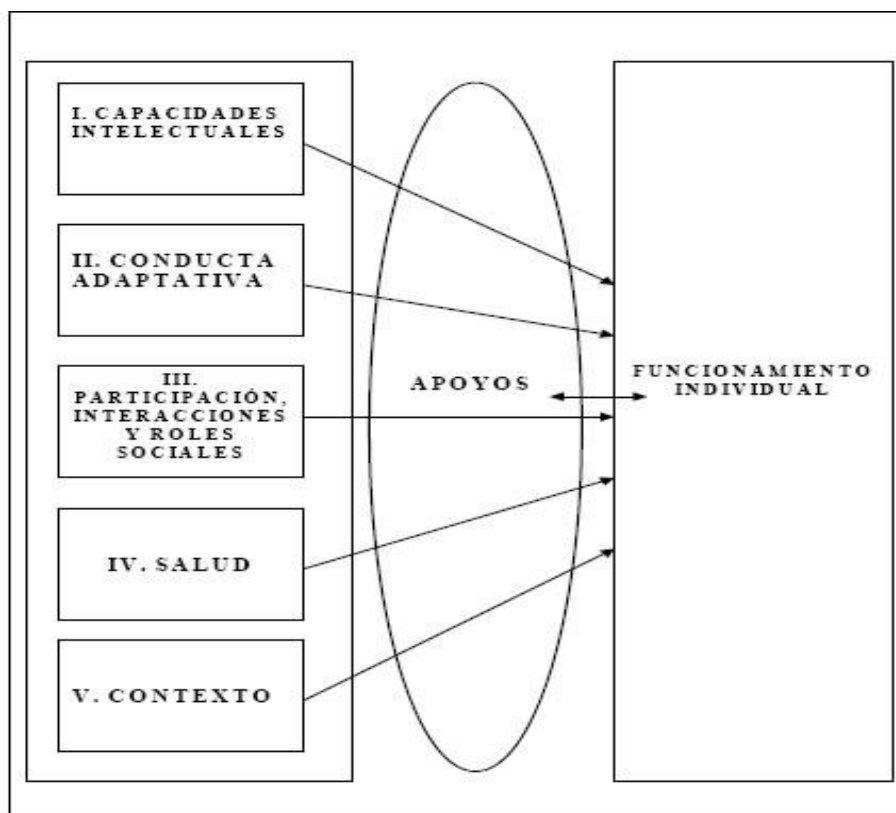 I. CAPACIDADES
INTELECTUALES
II. CONDUCTA
ADAPTATIVA
III.
PARTICIPACIÓN,
INTERACCIONES
Y ROLES
SOCIALES
IV. SALUD
V. CONTEXTO
APOYOS
FUNCIONAMIENTO
INDIVIDUAL